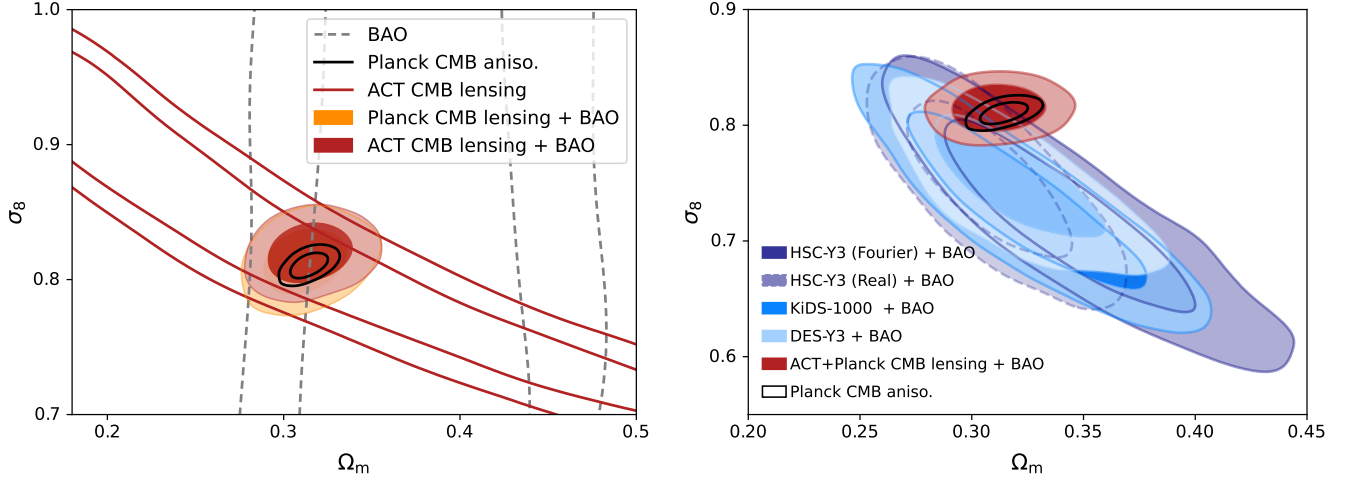 1.0
0.9
0.8
0.7
σ8
0.2
0.3
0.4
0.5
Ωm
BAO
Planck CMB aniso.
ACT CMB lensing
Planck CMB lensing + BAO
ACT CMB lensing + BAO
0.9
0.8
0.7
0.6
σ8
0.20
0.25
0.30
0.35
0.40
0.45
Ωm
HSC-Y3 (Fourier) + BAO
HSC-Y3 (Real) + BAO
KiDS-1000 + BAO
DES-Y3 + BAO
ACT+Planck CMB lensing + BAO
Planck CMB aniso.